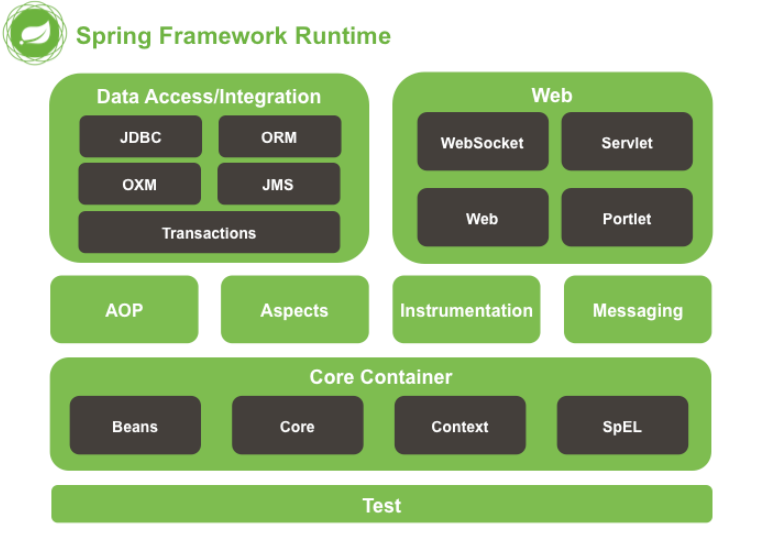 Spring Framework Runtime
Data Access/Integration
JDBC
ORM
OXM
JMS
Transactions
Web
WebSocket
Servlet
Web
Portlet
AOP
Aspects
Instrumentation
Messaging
Core Container
Beans
Core
Context
SpEL
Test